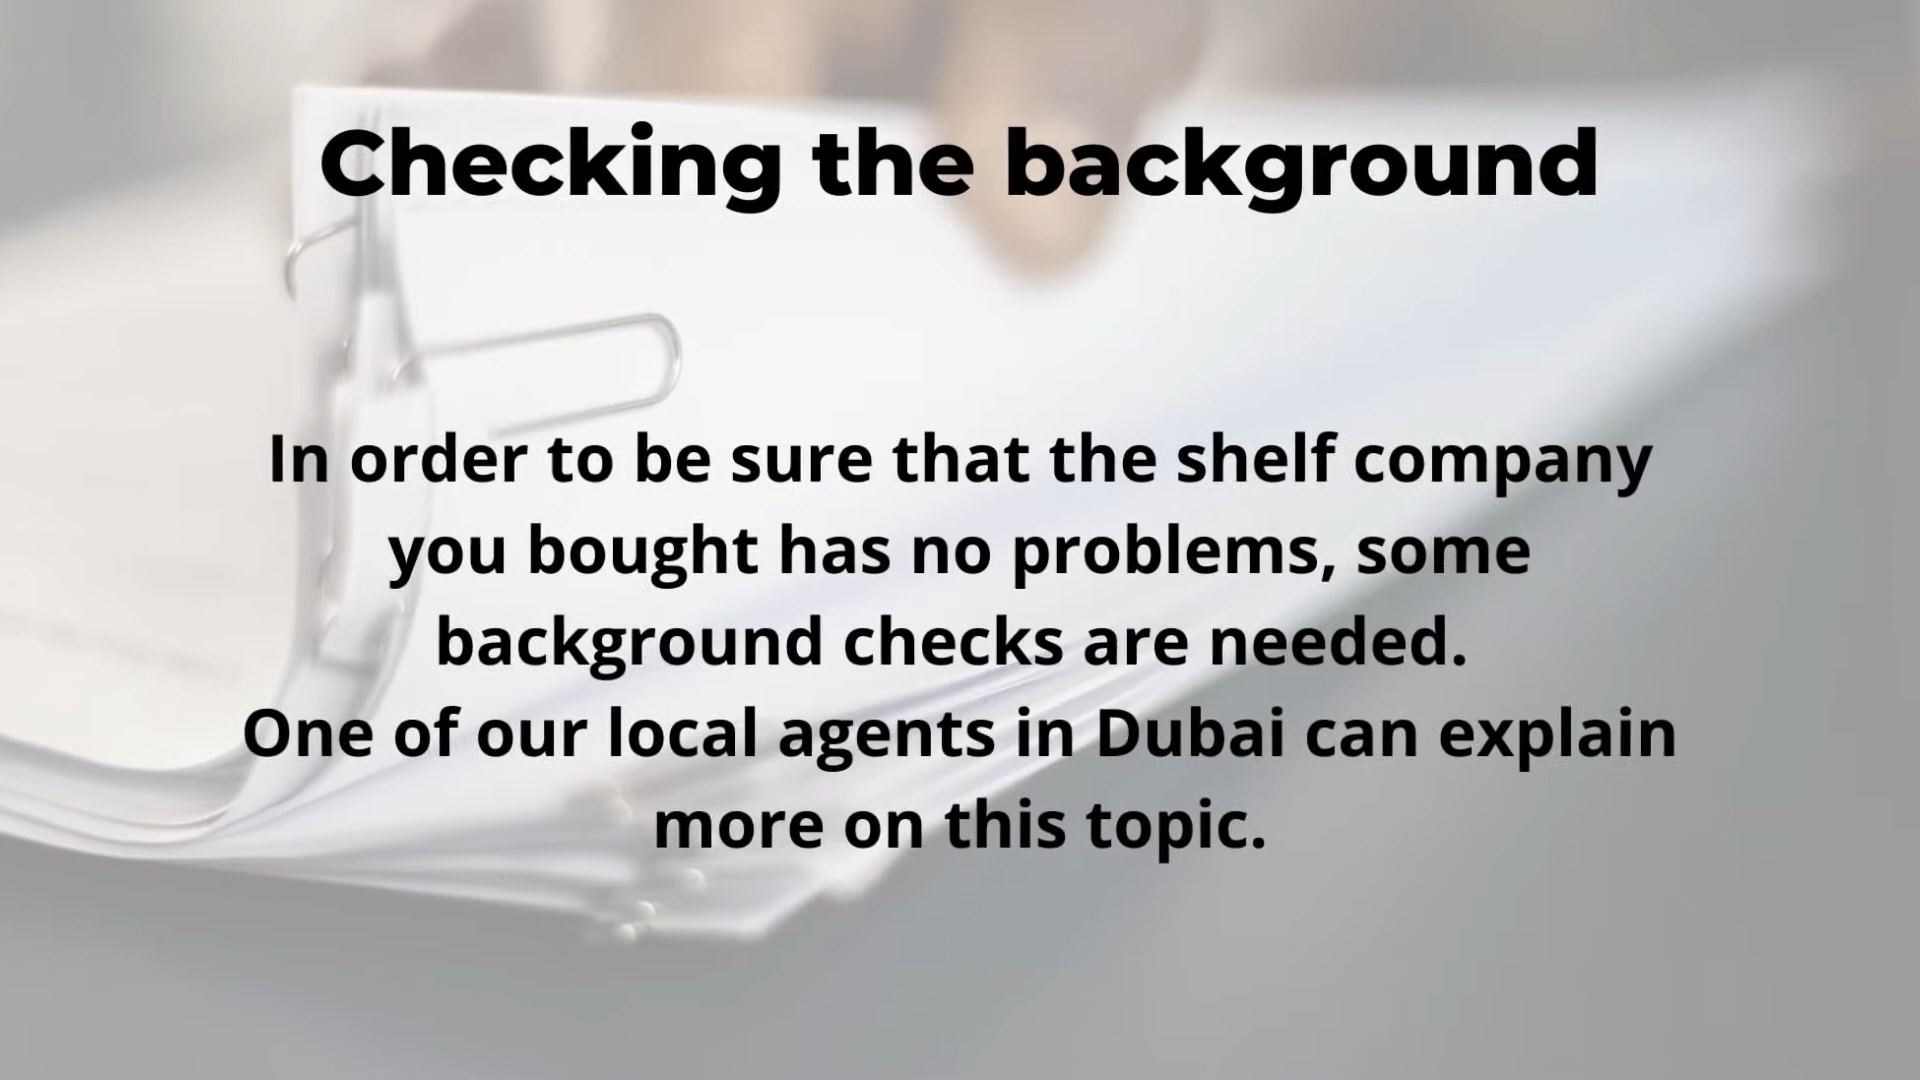 Checking the background
In order to be sure that the shelf company
you bought has no problems, some
background checks are needed.
One of our local agents in Dubai can explain
more on this topic.